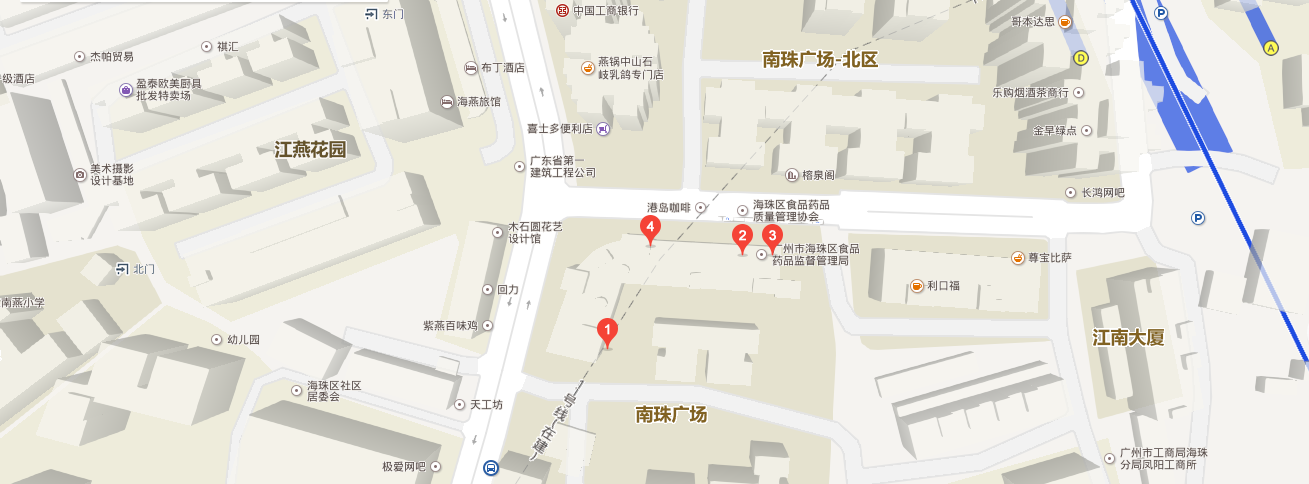 东门
中国工商银行
哥本达思
P
祺汇
杰帕贸易
南珠广场-北区
A
D
燕锅中山石
岐乳鸽专门店
布丁酒店
级酒店
盈泰欧美厨具
批发特卖场
乐购烟酒茶商行
海燕旅馆
喜士多便利店
金早绿点
江燕花园
广东省第一
建筑工程公司
美术摄影
设计基地
榕泉阁
长鸿网吧
港岛咖啡
海珠区食品药品
质量管理协会
P
木石圆花艺
设计馆
4
2
3
广州市海珠区食品
药品监督管理局
尊宝比萨
北门
回力
利口福
南燕小学
紫燕百味鸡
1
幼儿园
江南大厦
海珠区社区
居委会
天工坊
南珠广场
号线(在建)
极爱网吧
广州市工商局海珠
分局凤阳工商所